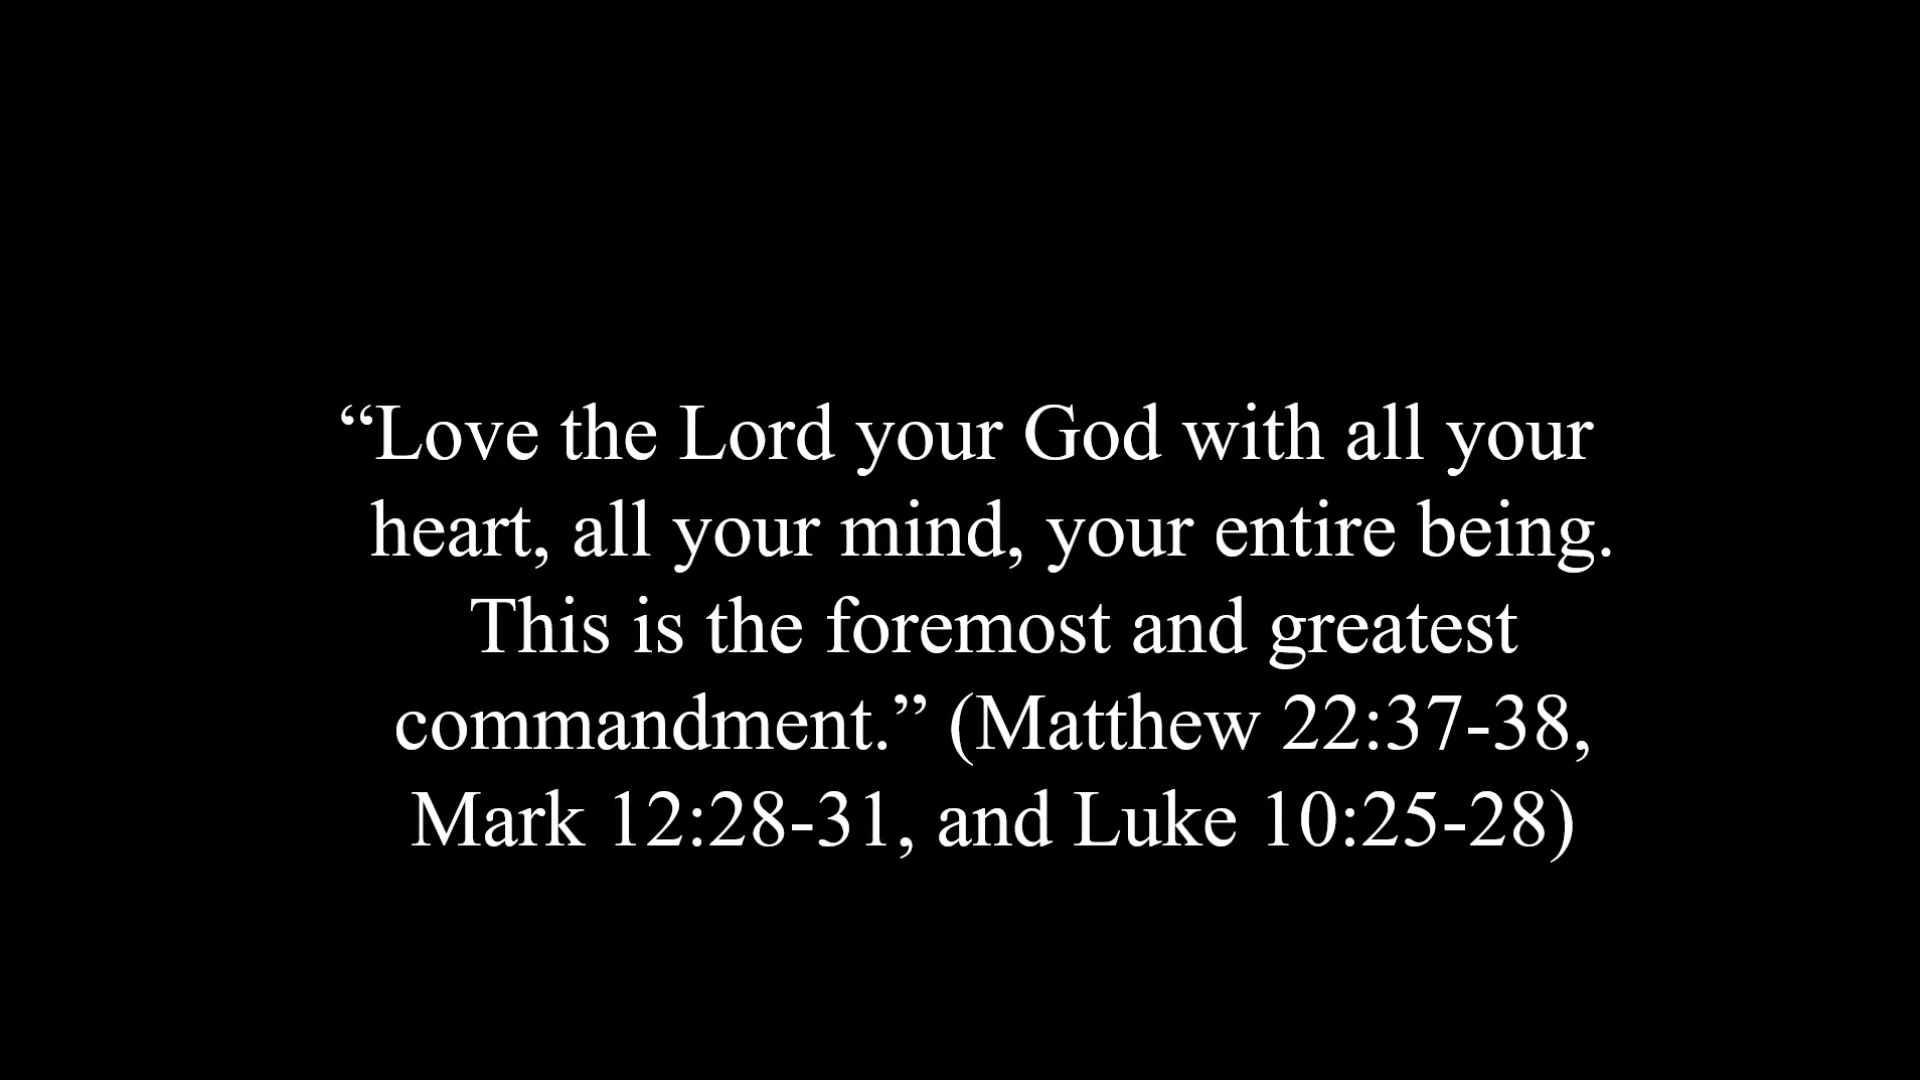 “Love the Lord your God with all your
heart, all your mind, your entire being.
This is the foremost and greatest
commandment.” (Matthew 22:37-38,
Mark 12:28-31, and Luke 10:25-28)